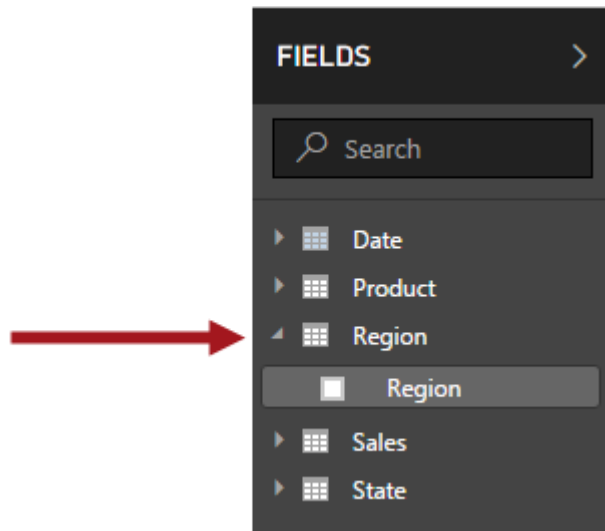 FIELDS
Search
Date
Product
Region
Region
Sales
State